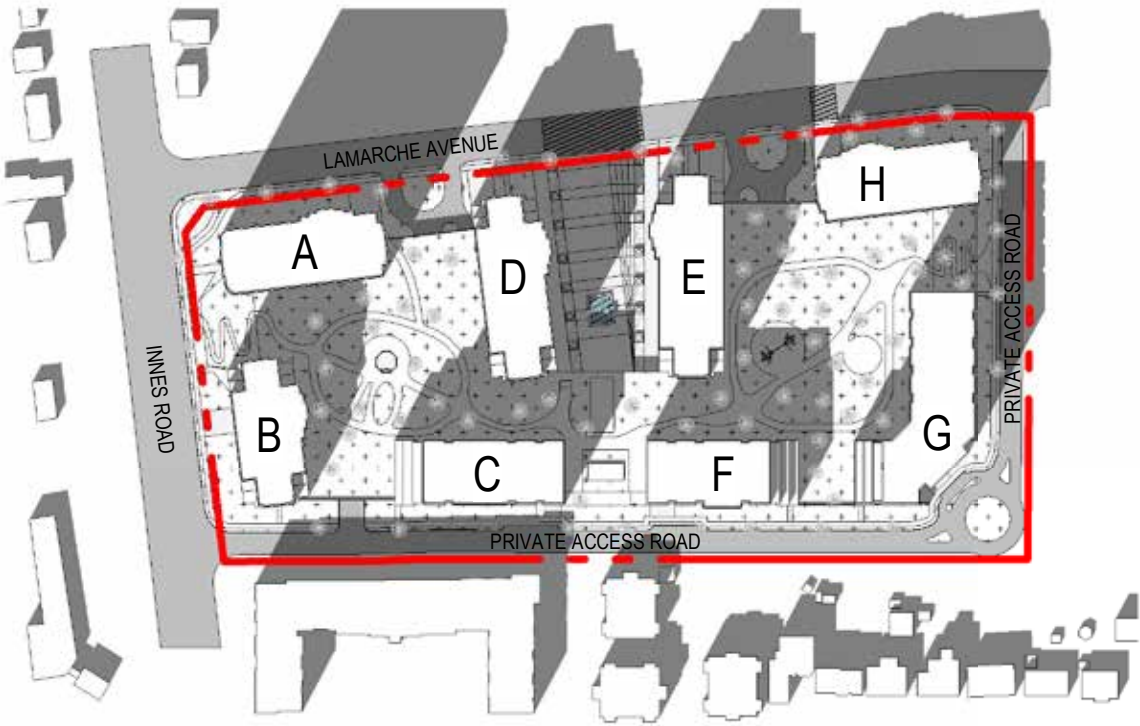 LAMARCHE AVENUE
H
A
D
E
PRIVATE ACCESS ROAD
INNES ROAD
B
C
F
G
PRIVATE ACCESS ROAD